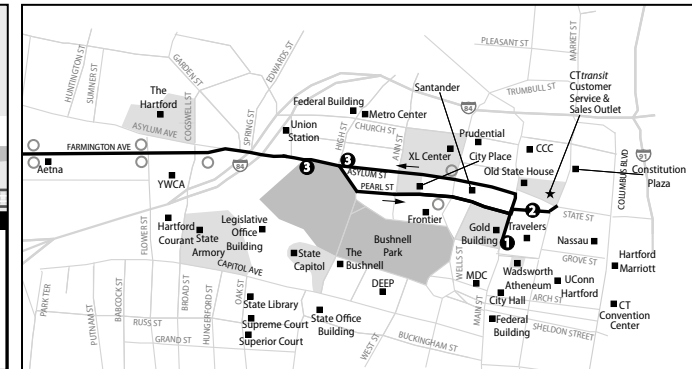 PLEASANT ST
MARKET ST
HUNTINGTON ST
SUMNER ST
GARDEN ST
EDWARDS ST
CTtransit
Customer
Service &
Sales Outlet
TRUMBULL ST
The
Hartford
COGSWELL ST
SPRING ST
Santander
Federal Building
Metro Center
84
Union
Station
HIGH ST
CHURCH ST
ANN ST
Prudential
ASYLUM AVE
FARMINGTON AVE
XL Center
City Place
CCC
COLUMBUS BLVD
91
Old State House
Constitution
Plaza
Aetna
84
3
3
ASYLUM ST
PEARL ST
YWCA
2
STATE ST
Frontier
Gold
Building
Travelers
1
Nassau
FLOWER ST
Hartford
Courant
State
Armory
Legislative
Office
Building
Bushnell
Park
WELLS ST
GROVE ST
CAPITOL AVE
State
Capitol
The
Bushnell
Hartford
Marriott
Wadsworth
Atheneum
UConn
Hartford
MDC
DEEP
PARK TER
PUTNAM ST
BABCOCK ST
BROAD ST
HUNGERFORD ST
OAK ST
MAIN ST
City Hall
ARCH ST
CT
Convention
Center
State Library
RUSS ST
Supreme Court
State Office
Building
Federal
Building
SHELDON STREET
GRAND ST
Superior Court
WEST ST
BUCKINGHAM ST